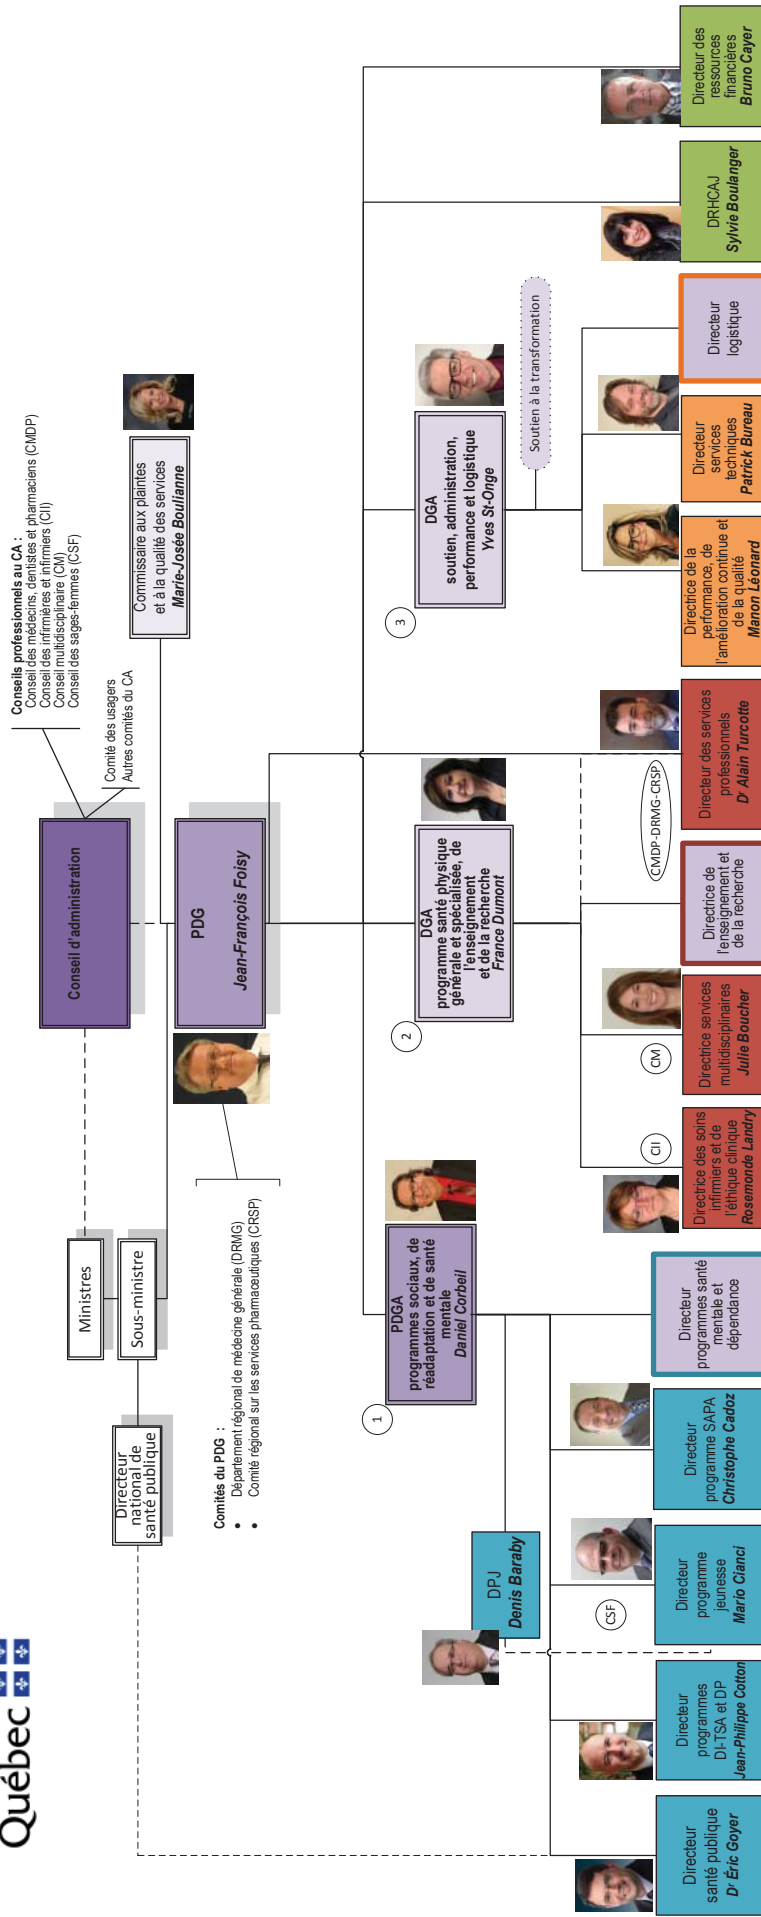 Québec
Ministres
Sous-ministre
Directeur
national de
santé publique
Conseil d'administration
Conseils professionnels au CA :
Conseil des médecins, dentistes et pharmaciens (CMDP)
Conseil des infirmières et infirmiers (CII)
Conseil multidisciplinaire (CM)
Conseil des sages-femmes (CSF)
Comité des usagers
Autres comités du CA
PDG
Jean-François Foisy
Commissaire aux plaintes
et à la qualité des services
Marie-Josée Boulianne
Comités du PDG :
• Département régional de médecine générale (DRMG)
• Comité régional sur les services pharmaceutiques (CRSP)
1
PDGA
programmes sociaux, de
réadaptation et de santé
mentale
Daniel Corbeil
2
DGA
programme santé physique
générale et spécialisée, de
l'enseignement
et de la recherche
France Dumont
3
DGA
soutien, administration,
performance et logistique
Yves St-Onge
Soutien à la transformation
DPJ
Denis Baraby
CSF
CII
CM
CMDP-DRMG-CRSP
Directeur
santé publique
Dr Éric Goyer
Directeur
programmes
DI-TSA et DP
Jean-Philippe Cotton
Directeur
programme
jeunesse
Mario Cianci
Directeur
programme SAPA
Christophe Cadoz
Directeur
programmes santé
mentale et
dépendance
Directrice des soins
infirmiers et de
l'éthique clinique
Rosemonde Landry
Directrice services
multidisciplinaires
Julie Boucher
Directrice de
l'enseignement et
de la recherche
Directeur des services
professionnels
Dr Alain Turcotte
Directrice de la
performance, de
l'amélioration continue et
de la qualité
Manon Léonard
Directeur
services
techniques
Patrick Bureau
Directeur
logistique
DRHCAJ
Sylvie Boulanger
Directeur des
ressources
financières
Bruno Cayer